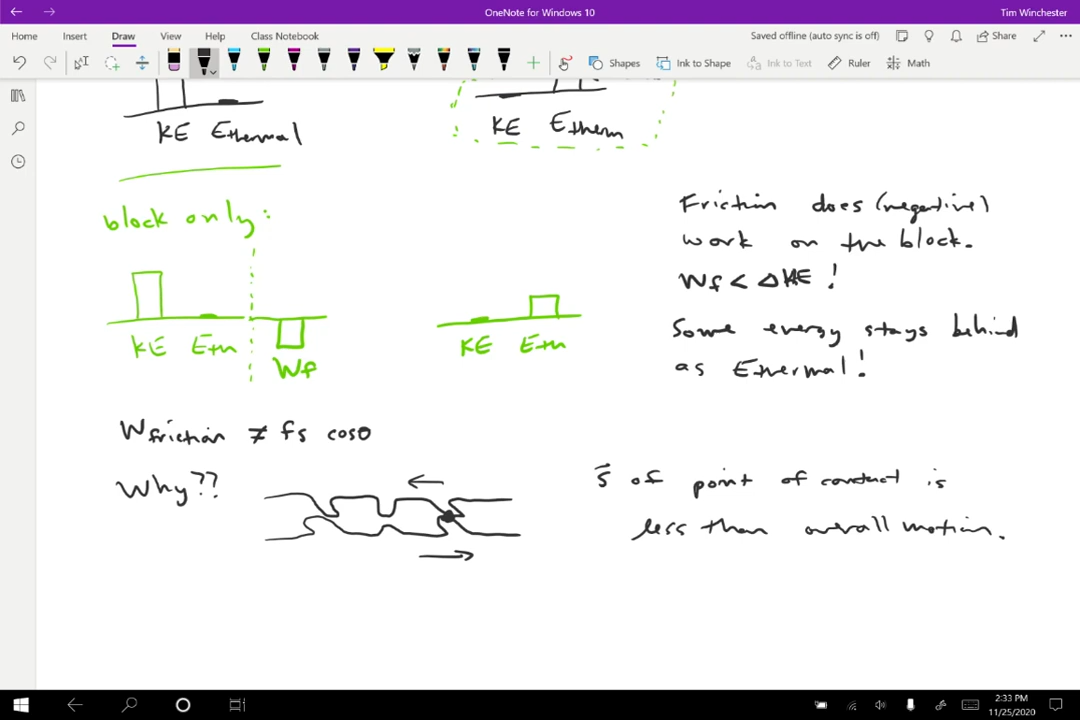 OneNote for Windows 10
Tim Winchester
Home Insert Draw View Help Class Notebook
Saved offline (auto sync is off) Share
Shapes Ink to Shape Ink to Text Ruler Math
KE Ethermal
KE Etherm
block only:
KE Eth Wf
KE Eth
Friction does (negative)
work on the block.
Wf < ΔKE !
Some energy stays behind
as Ethermal!
Wfriction ≠ fs cosθ
Why??
s⃗ of point of contact is
less than overall motion.
2:33 PM
11/25/2020